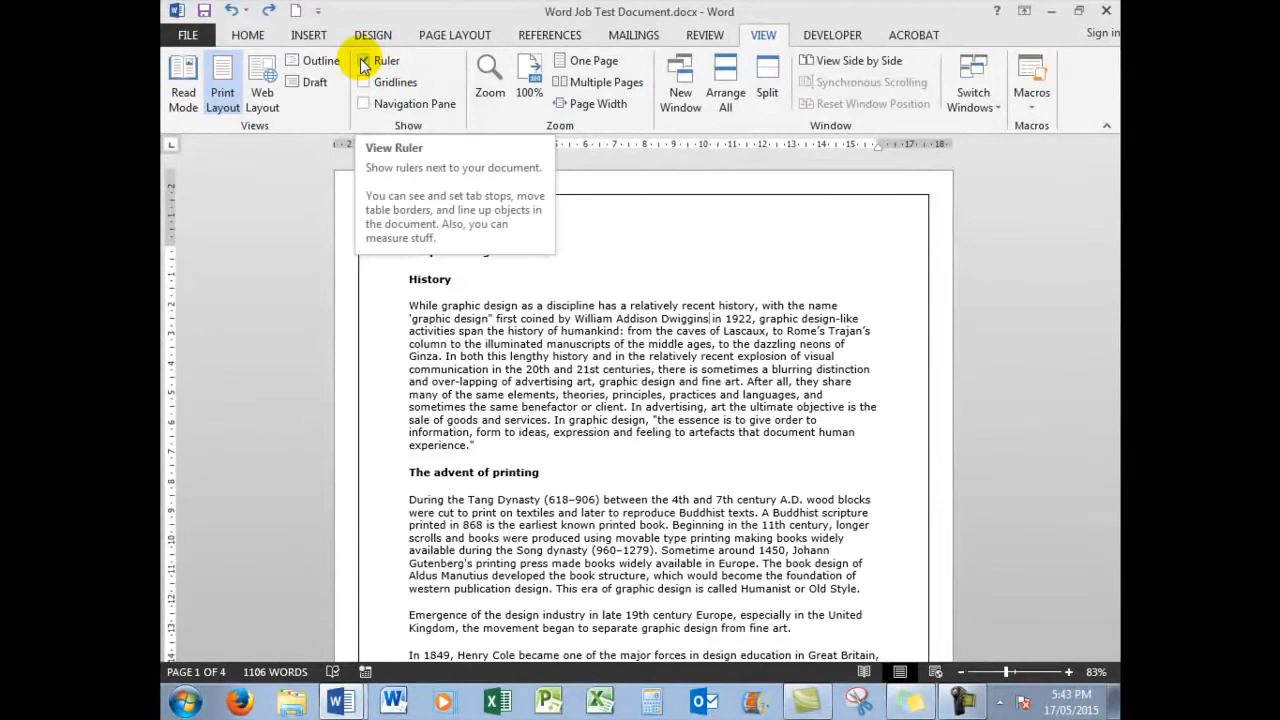 Word Job Test Document.docx - Word
FILE HOME INSERT DESIGN PAGE LAYOUT REFERENCES MAILINGS REVIEW VIEW DEVELOPER ACROBAT Sign in
Read Mode
Print Layout
Web Layout
Outline
Draft
Views
Ruler
Gridlines
Navigation Pane
Show
Zoom
100%
One Page
Multiple Pages
Page Width
Zoom
New Window
Arrange All
Split
View Side by Side
Synchronous Scrolling
Reset Window Position
Window
Switch Windows
Macros
Macros
View Ruler
Show rulers next to your document.
You can see and set tab stops, move
table borders, and line up objects in
the document. Also, you can
measure stuff.
History
While graphic design as a discipline has a relatively recent history, with the name
'graphic design" first coined by William Addison Dwiggins in 1922, graphic design-like
activities span the history of humankind: from the caves of Lascaux, to Rome's Trajan's
column to the illuminated manuscripts of the middle ages, to the dazzling neons of
Ginza. In both this lengthy history and in the relatively recent explosion of visual
communication in the 20th and 21st centuries, there is sometimes a blurring distinction
and over-lapping of advertising art, graphic design and fine art. After all, they share
many of the same elements, theories, principles, practices and languages, and
sometimes the same benefactor or client. In advertising, art the ultimate objective is the
sale of goods and services. In graphic design, "the essence is to give order to
information, form to ideas, expression and feeling to artefacts that document human
experience."
The advent of printing
During the Tang Dynasty (618–906) between the 4th and 7th century A.D. wood blocks
were cut to print on textiles and later to reproduce Buddhist texts. A Buddhist scripture
printed in 868 is the earliest known printed book. Beginning in the 11th century, longer
scrolls and books were produced using movable type printing making books widely
available during the Song dynasty (960–1279). Sometime around 1450, Johann
Gutenberg's printing press made books widely available in Europe. The book design of
Aldus Manutius developed the book structure, which would become the foundation of
western publication design. This era of graphic design is called Humanist or Old Style.
Emergence of the design industry in late 19th century Europe, especially in the United
Kingdom, the movement began to separate graphic design from fine art.
In 1849, Henry Cole became one of the major forces in design education in Great Britain,
PAGE 1 OF 4 1106 WORDS 83%
5:43 PM
17/05/2015